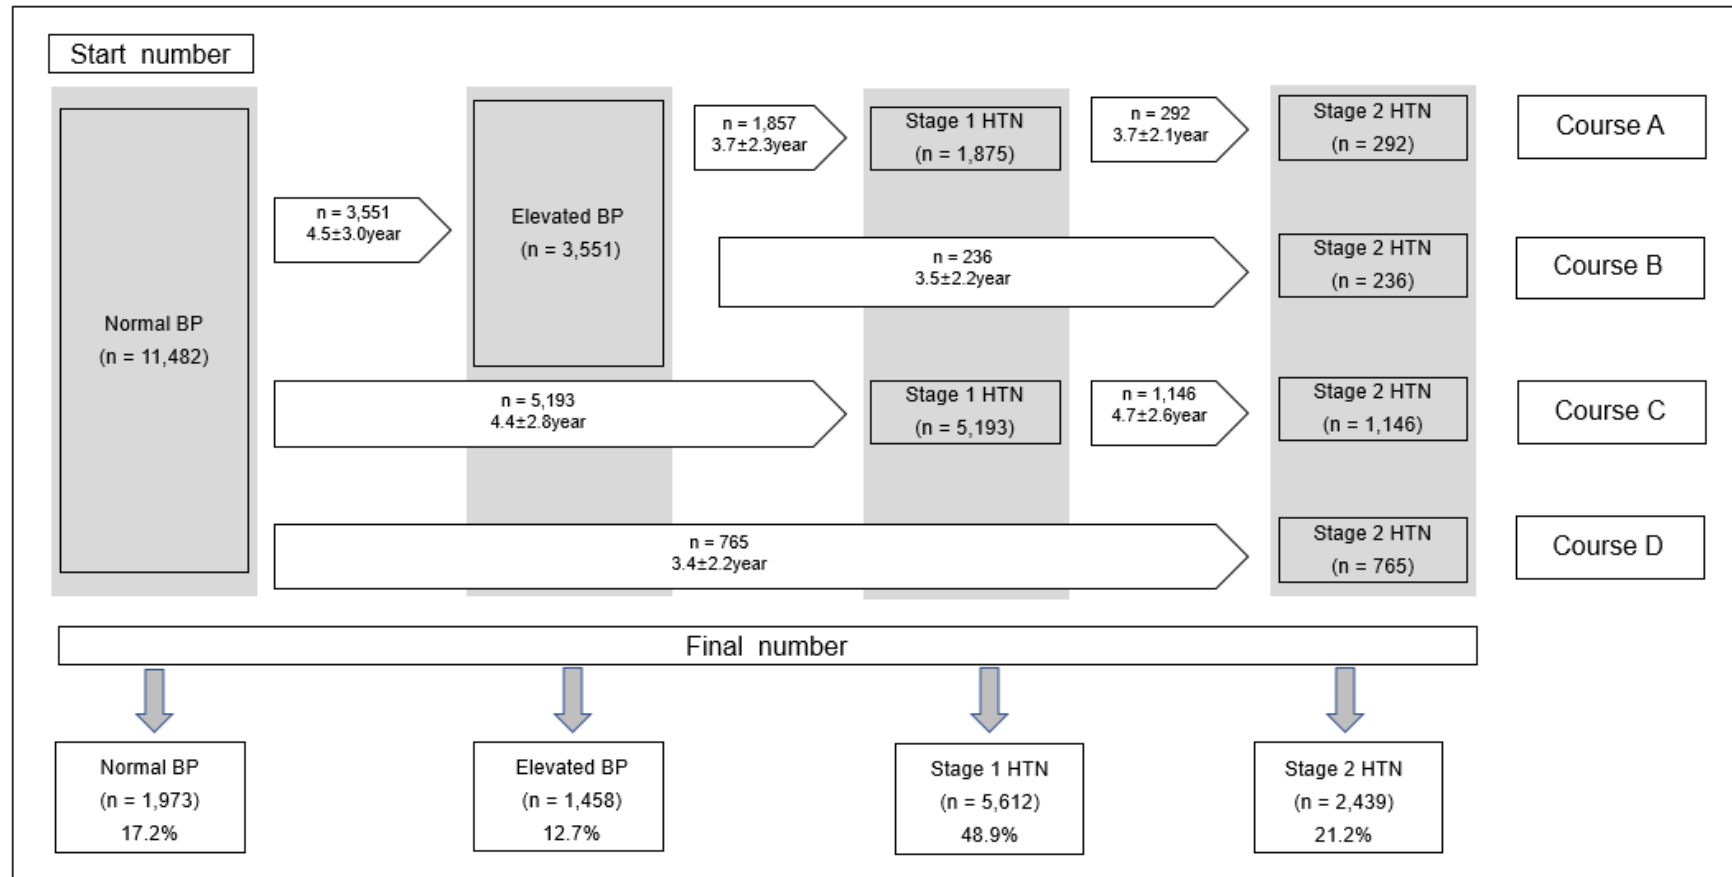 Start number
Normal BP
(n = 11,482)
n = 3,551
4.5±3.0year
Elevated BP
(n = 3,551)
n = 1,857
3.7±2.3year
Stage 1 HTN
(n = 1,875)
n = 292
3.7±2.1year
Stage 2 HTN
(n = 292)
Course A
n = 236
3.5±2.2year
Stage 2 HTN
(n = 236)
Course B
n = 5,193
4.4±2.8year
Stage 1 HTN
(n = 5,193)
n = 1,146
4.7±2.6year
Stage 2 HTN
(n = 1,146)
Course C
n = 765
3.4±2.2year
Stage 2 HTN
(n = 765)
Course D
Final number
Normal BP
(n = 1,973)
17.2%
Elevated BP
(n = 1,458)
12.7%
Stage 1 HTN
(n = 5,612)
48.9%
Stage 2 HTN
(n = 2,439)
21.2%